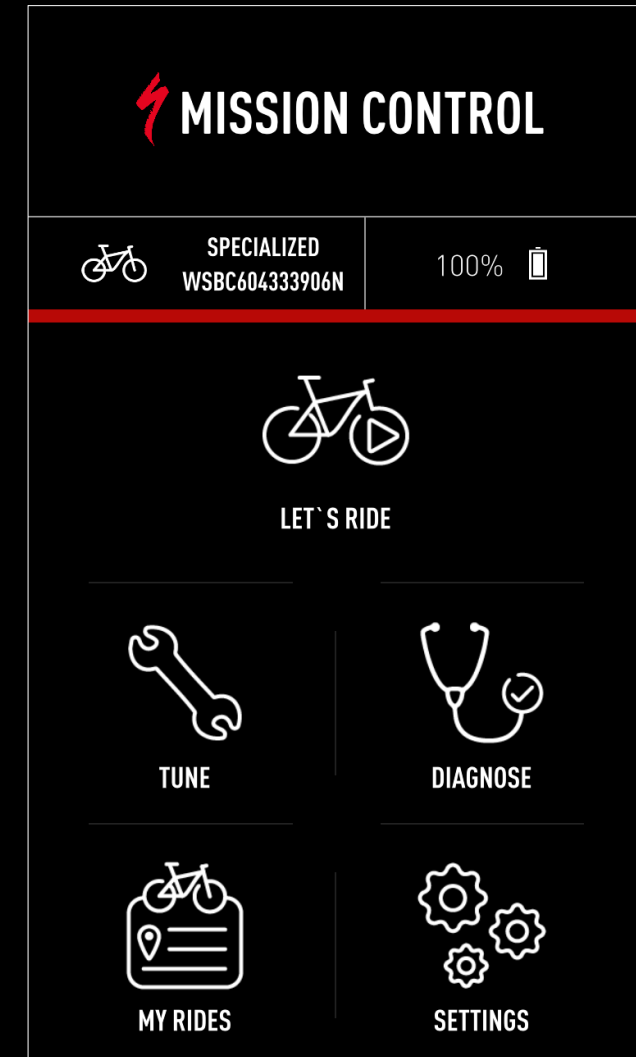 MISSION CONTROL
SPECIALIZED
WSBC604333906N
100%
LET`S RIDE
TUNE
DIAGNOSE
MY RIDES
SETTINGS